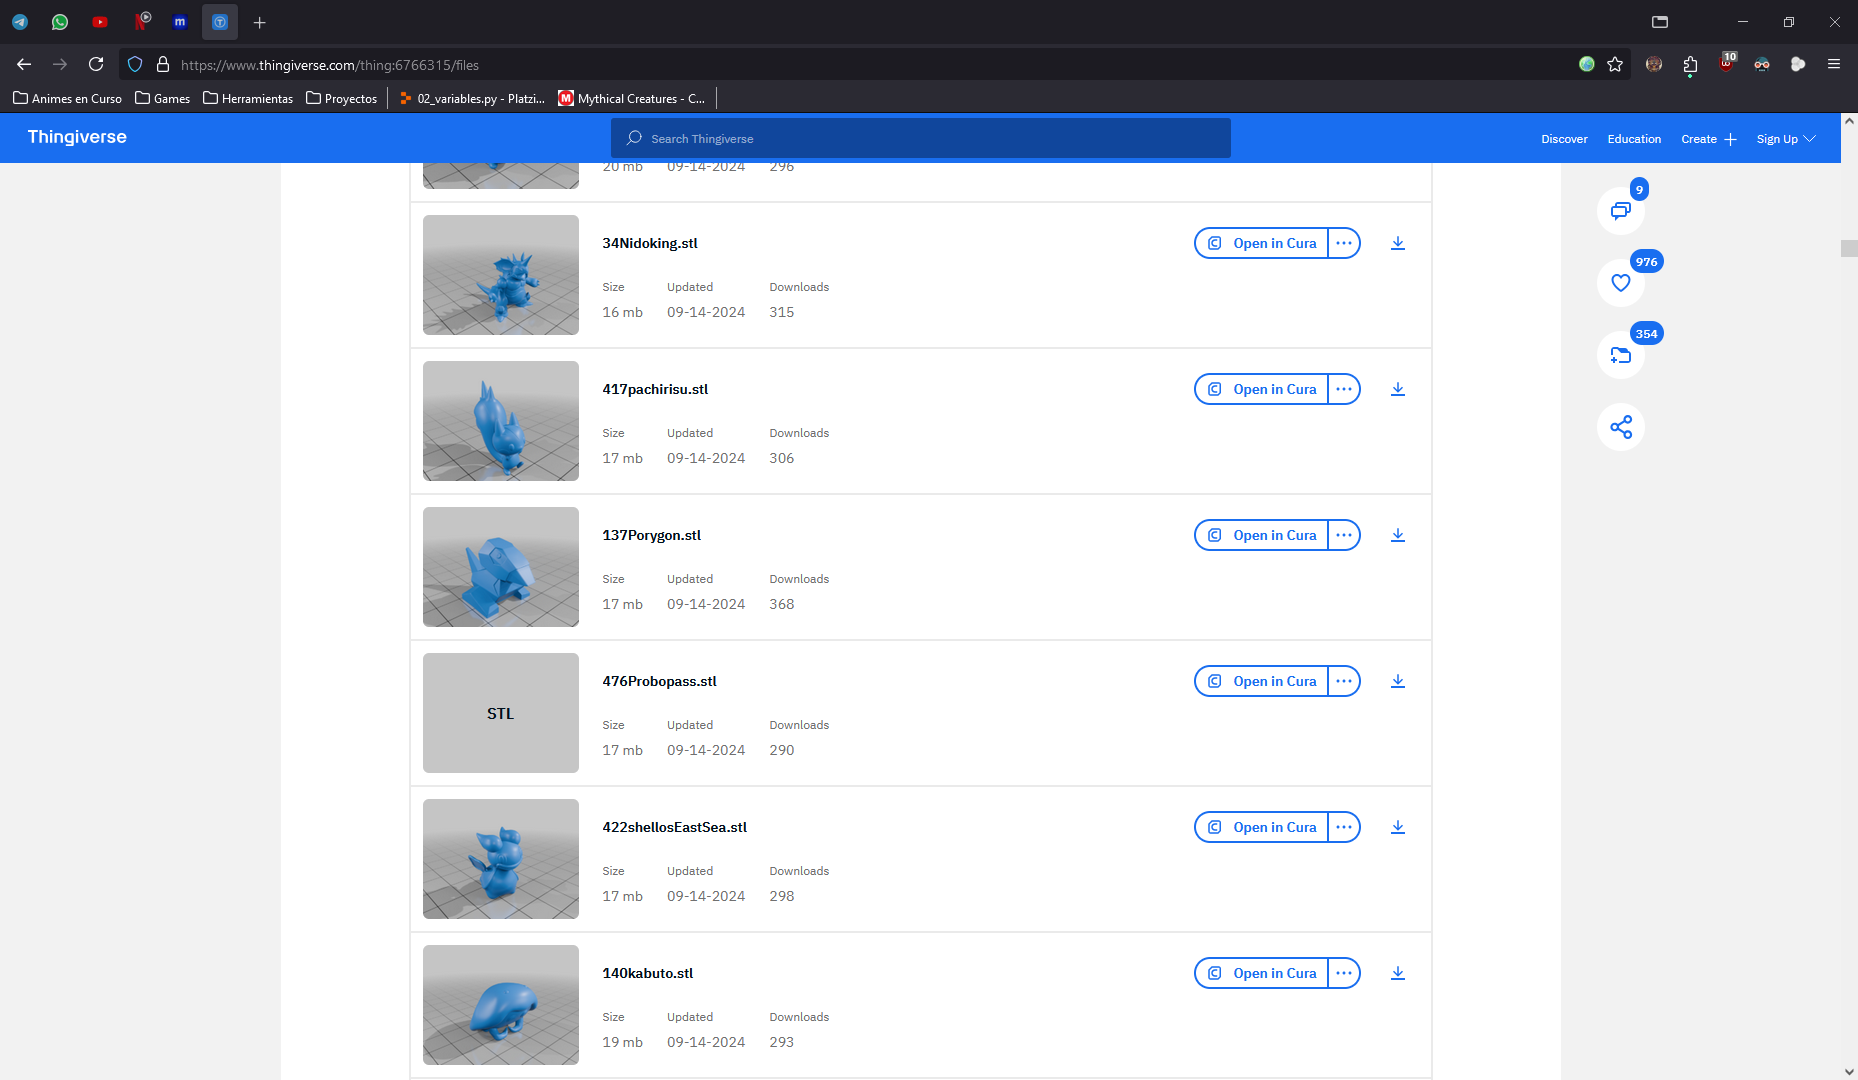 https://www.thingiverse.com/thing:6766315/files
10
Animes en Curso
Games
Herramientas
Proyectos
02_variables.py - Platzi...
Mythical Creatures - C...
Thingiverse
Search Thingiverse
Discover
Education
Create
Sign Up
20 mb 09-14-2024 296
34Nidoking.stl
Open in Cura
Size Updated Downloads
16 mb 09-14-2024 315
417pachirisu.stl
Open in Cura
Size Updated Downloads
17 mb 09-14-2024 306
137Porygon.stl
Open in Cura
Size Updated Downloads
17 mb 09-14-2024 368
STL
476Probopass.stl
Open in Cura
Size Updated Downloads
17 mb 09-14-2024 290
422shellosEastSea.stl
Open in Cura
Size Updated Downloads
17 mb 09-14-2024 298
140kabuto.stl
Open in Cura
Size Updated Downloads
19 mb 09-14-2024 293
9
976
354